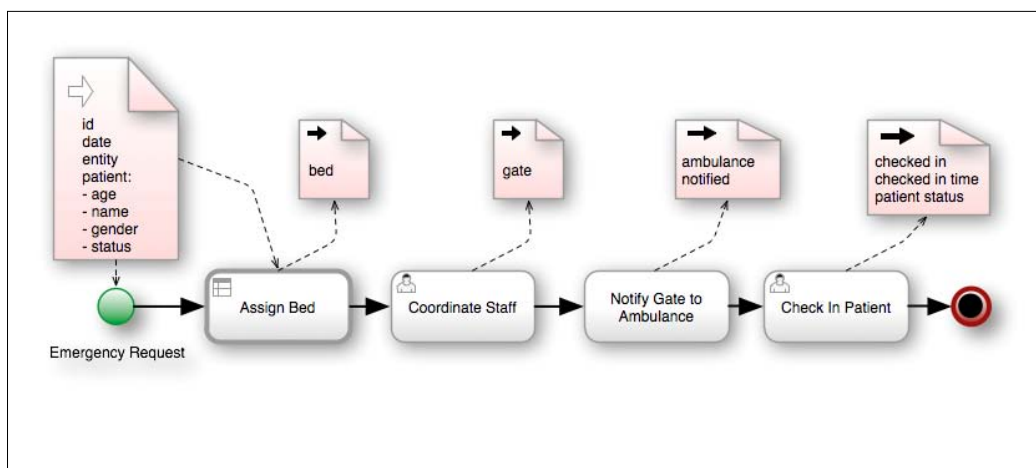 id
date
entity
patient:
- age
- name
- gender
- status
bed
gate
ambulance
notified
checked in
checked in time
patient status
Emergency Request
Assign Bed
Coordinate Staff
Notify Gate to
Ambulance
Check In Patient